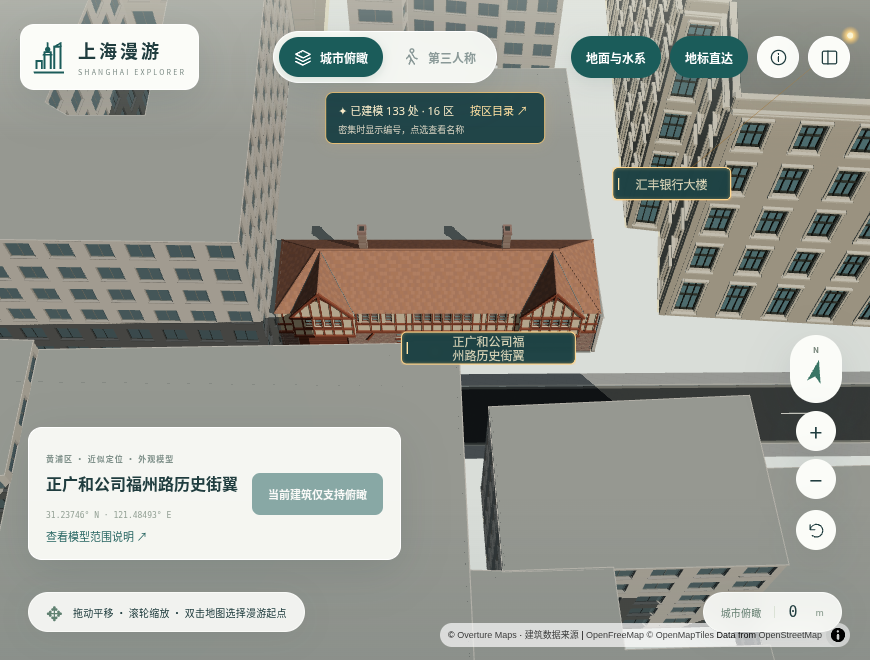 上海漫游
SHANGHAI EXPLORER
城市俯瞰
第三人称
地面与水系
地标直达
✦ 已建模 133 处 · 16 区 按区目录 ↗
密集时显示编号，点选查看名称
汇丰银行大楼
正广和公司福
州路历史街翼
N
黄浦区 · 近似定位 · 外观模型
正广和公司福州路历史街翼
当前建筑仅支持俯瞰
31.23746° N · 121.48493° E
查看模型范围说明 ↗
拖动平移 · 滚轮缩放 · 双击地图选择漫游起点
城市俯瞰 0 m
© Overture Maps · 建筑数据来源 | OpenFreeMap © OpenMapTiles Data from OpenStreetMap